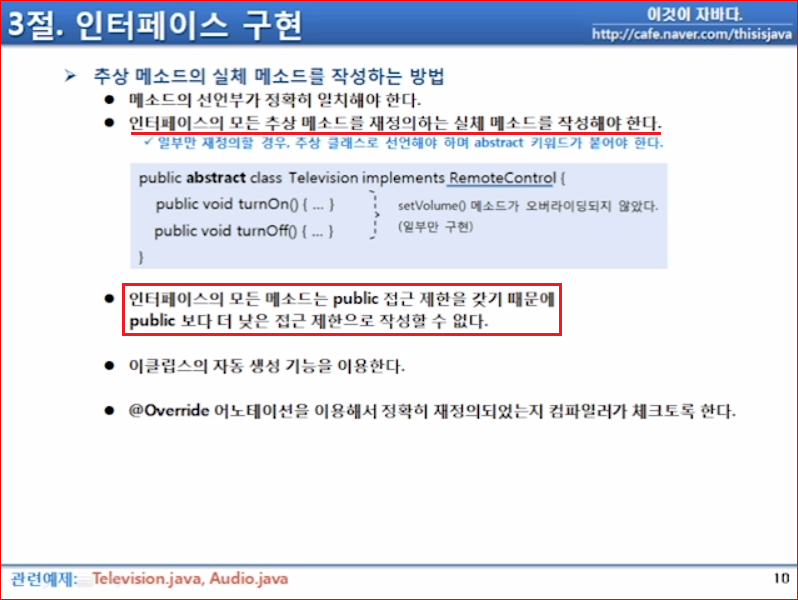 3절. 인터페이스 구현
이것이 자바다.
http://cafe.naver.com/thisisjava
➢ 추상 메소드의 실체 메소드를 작성하는 방법
● 메소드의 선언부가 정확히 일치해야 한다.
● 인터페이스의 모든 추상 메소드를 재정의하는 실체 메소드를 작성해야 한다.
✓ 일부만 재정의할 경우, 추상 클래스로 선언해야 하며 abstract 키워드가 붙어야 한다.
public abstract class Television implements RemoteControl {
public void turnOn() { ... }
public void turnOff() { ... }
setVolume() 메소드가 오버라이딩되지 않았다.
(일부만 구현)
}
● 인터페이스의 모든 메소드는 public 접근 제한을 갖기 때문에
public 보다 더 낮은 접근 제한으로 작성할 수 없다.
● 이클립스의 자동 생성 기능을 이용한다.
● @Override 어노테이션을 이용해서 정확히 재정의되었는지 컴파일러가 체크토록 한다.
관련예제: Television.java, Audio.java
10